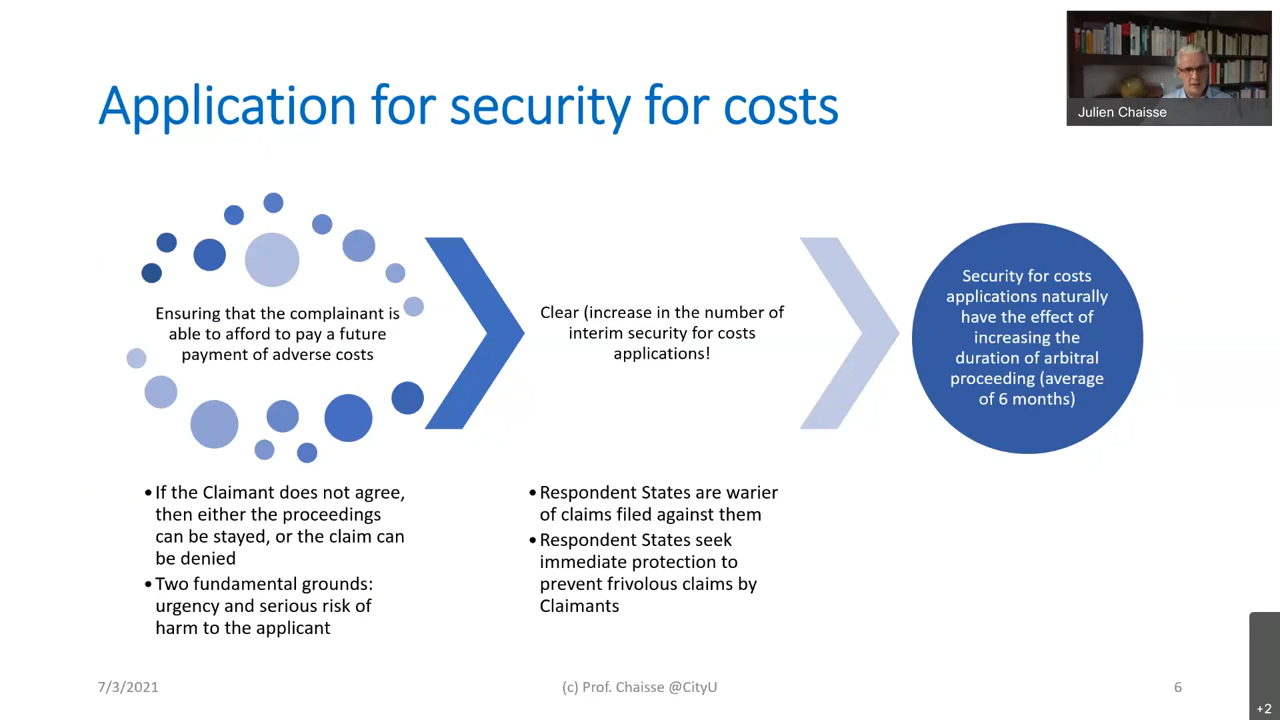 Application for security for costs
Julien Chaisse
Ensuring that the complainant is
able to afford to pay a future
payment of adverse costs
Clear (increase in the number of
interim security for costs
applications!
Security for costs
applications naturally
have the effect of
increasing the
duration of arbitral
proceeding (average
of 6 months)
•If the Claimant does not agree,
then either the proceedings
can be stayed, or the claim can
be denied
•Two fundamental grounds:
urgency and serious risk of
harm to the applicant
•Respondent States are warier
of claims filed against them
•Respondent States seek
immediate protection to
prevent frivolous claims by
Claimants
7/3/2021
(c) Prof. Chaisse @CityU
6
+2